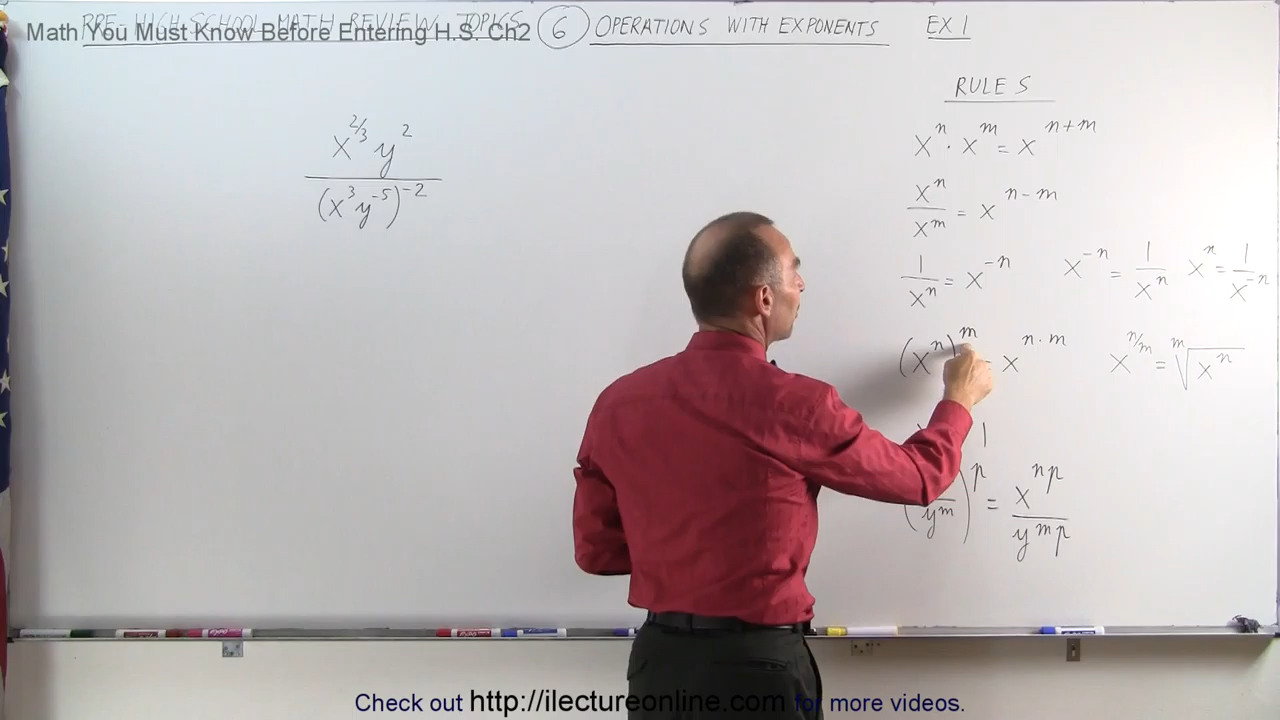 PRE-HIGH SCHOOL MATH REVIEW TOPICS ⑥ OPERATIONS WITH EXPONENTS EX 1
Math You Must Know Before Entering H.S. Ch2
RULES
x^{2/3} y^2 / (x^3 y^{-5})^{-2}
x^n · x^m = x^{n+m}
x^n / x^m = x^{n-m}
1/x^n = x^{-n} x^{-n} = 1/x^n x^n = 1/x^{-n}
(x^n)^m = x^{n·m} x^{n/m} = ^m√(x^n)
1
( / y^m)^p = x^{np} / y^{mp}
Check out http://ilectureonline.com for more videos.